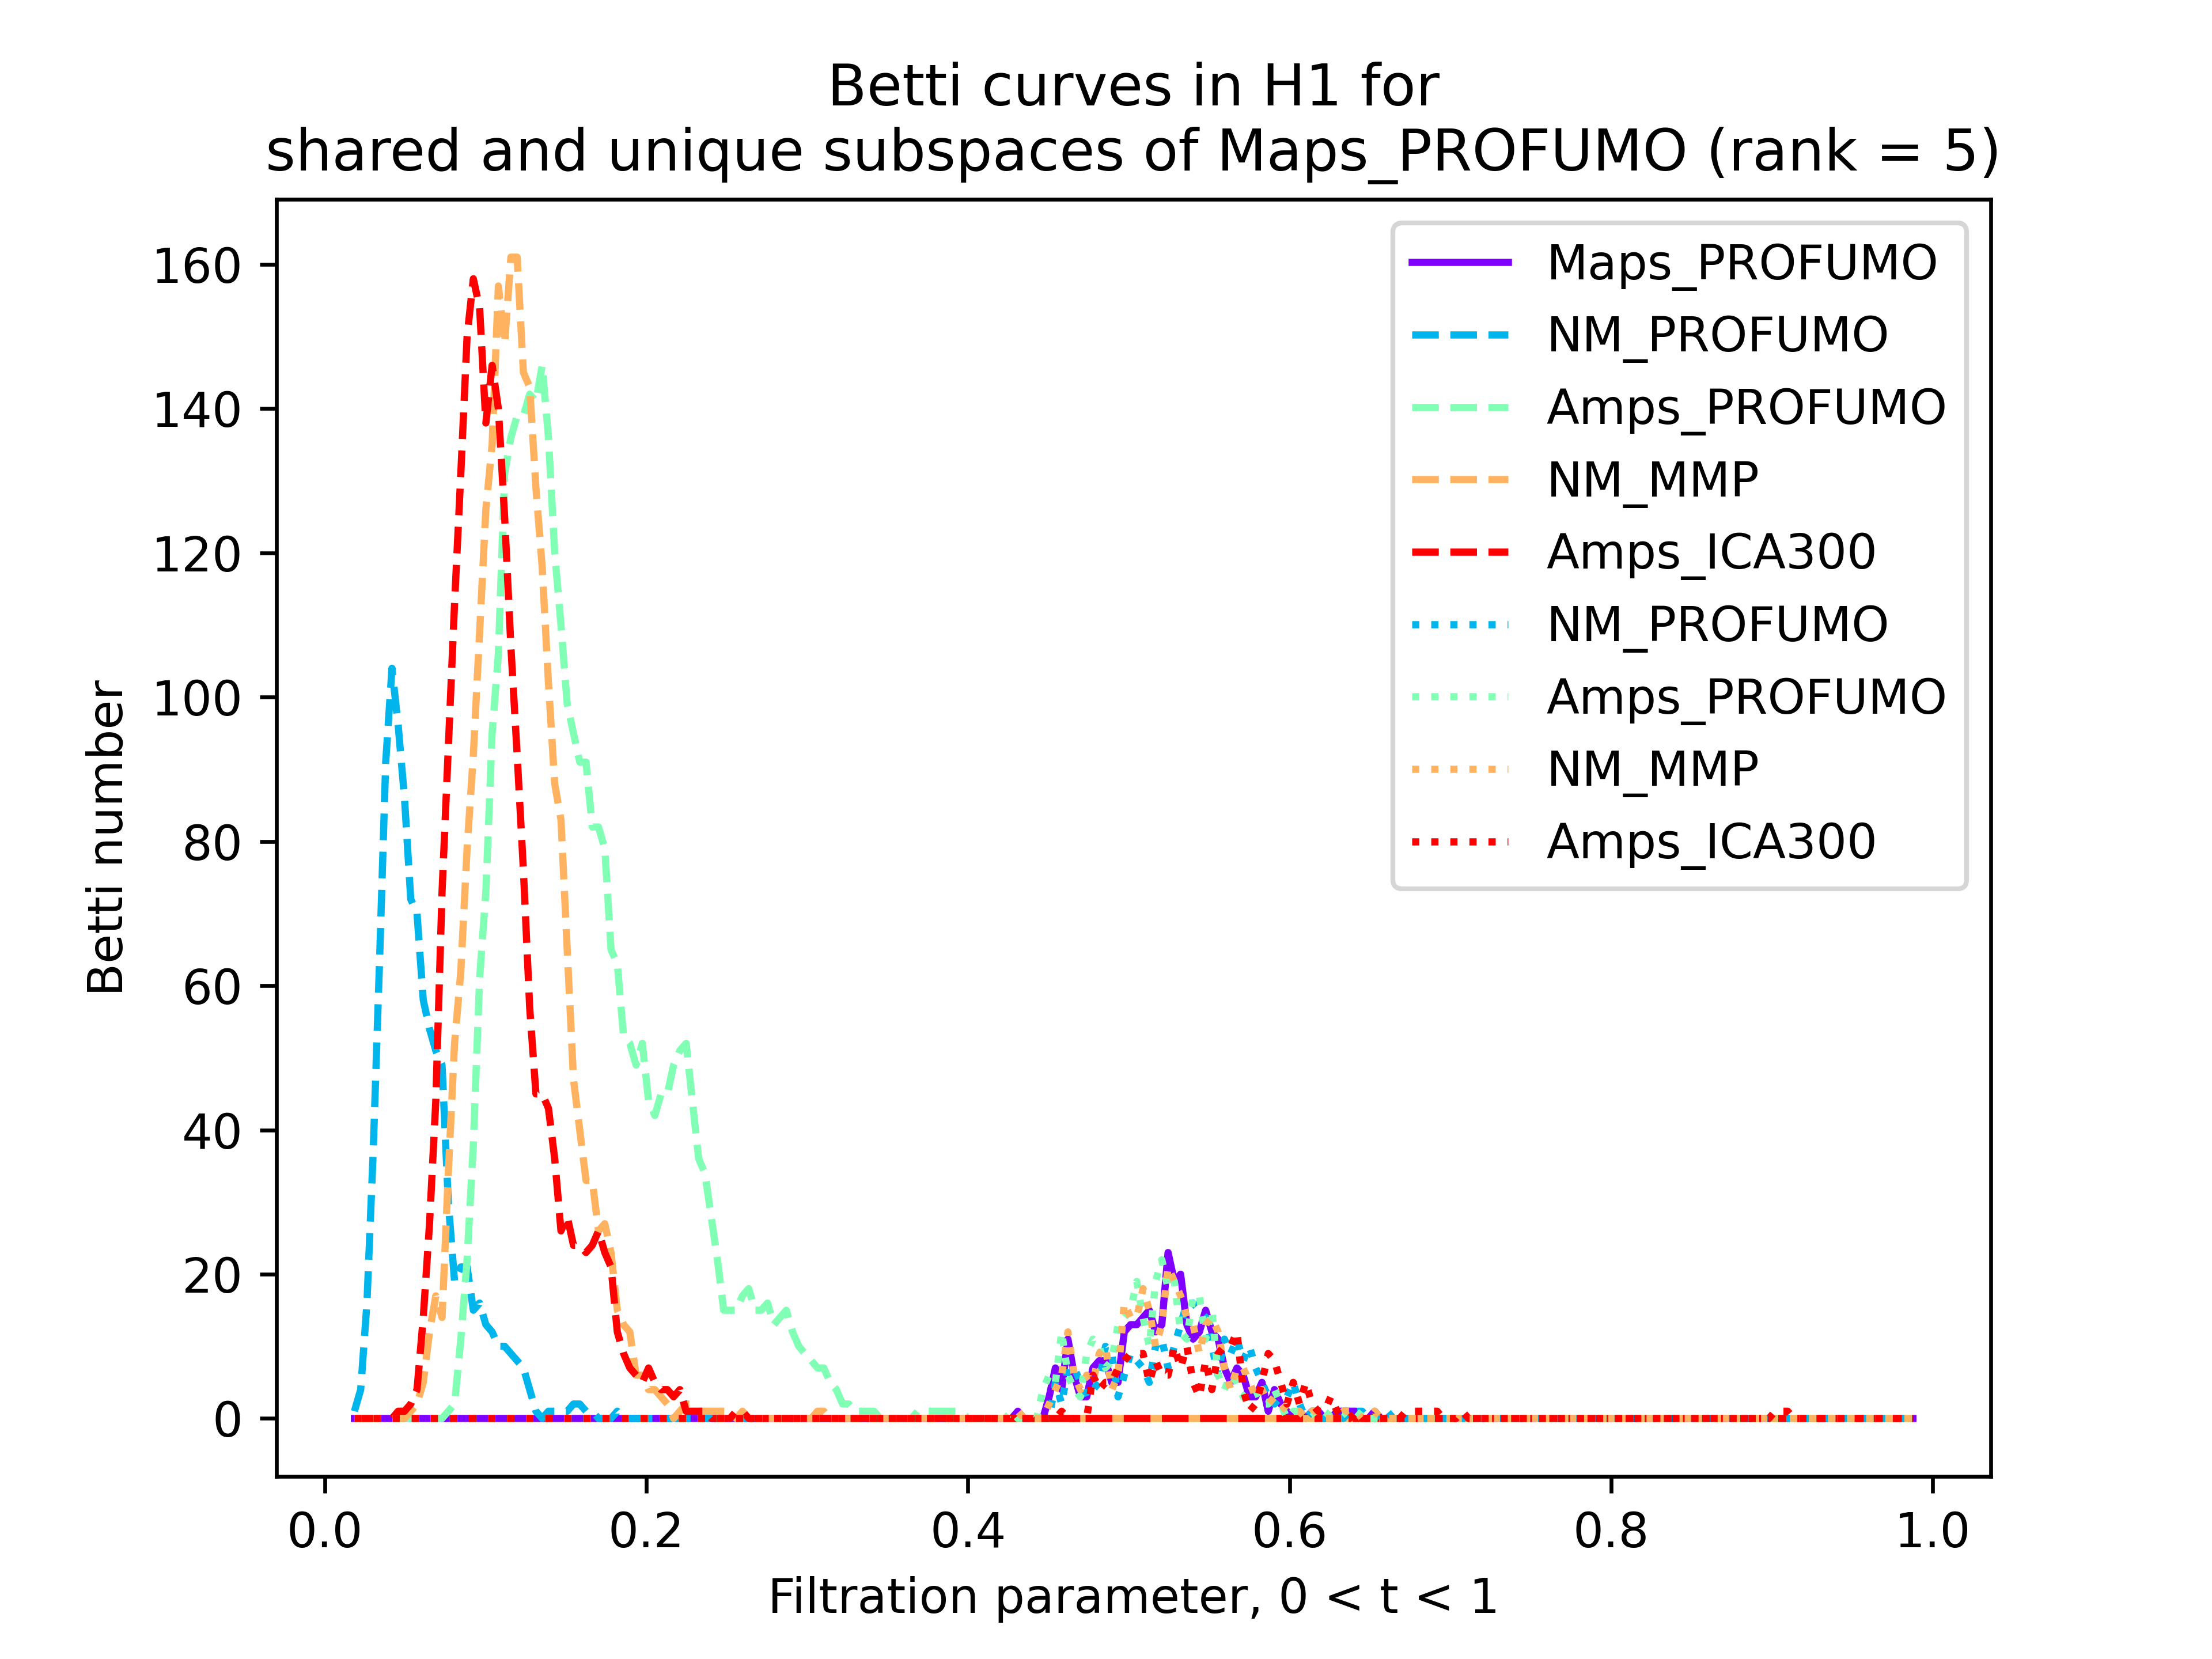 Betti curves in H1 for
shared and unique subspaces of Maps_PROFUMO (rank = 5)
Maps_PROFUMO
NM_PROFUMO
Amps_PROFUMO
NM_MMP
Amps_ICA300
NM_PROFUMO
Amps_PROFUMO
NM_MMP
Amps_ICA300
Betti number
160
140
120
100
80
60
40
20
0
0.0 0.2 0.4 0.6 0.8 1.0
Filtration parameter, 0 < t < 1